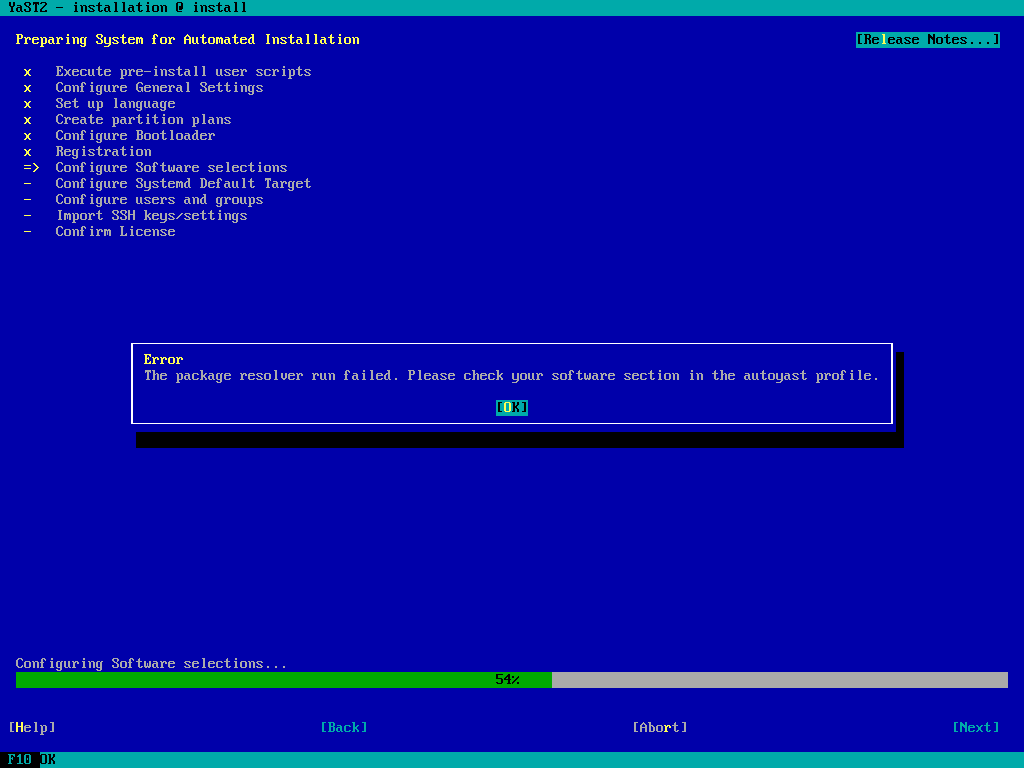 YaST2 - installation @ install
Preparing System for Automated Installation [Release Notes...]
x Execute pre-install user scripts
x Configure General Settings
x Set up language
x Create partition plans
x Configure Bootloader
x Registration
=> Configure Software selections
- Configure Systemd Default Target
- Configure users and groups
- Import SSH keys/settings
- Confirm License
Error
The package resolver run failed. Please check your software section in the autoyast profile.
[OK]
Configuring Software selections...
54%
[Help] [Back] [Abort] [Next]
F10 OK